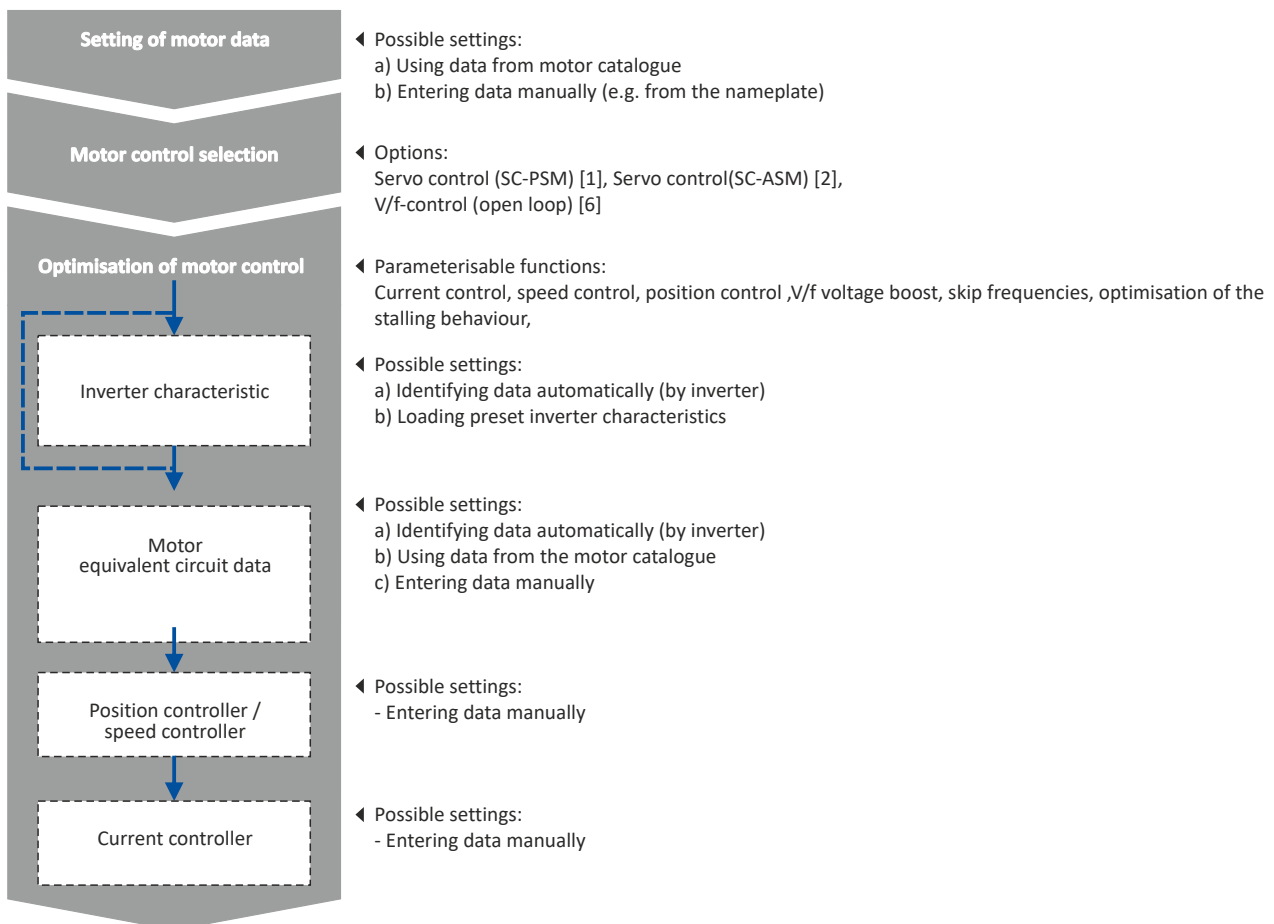 Setting of motor data
Possible settings:
a) Using data from motor catalogue
b) Entering data manually (e.g. from the nameplate)
Motor control selection
Options:
Servo control (SC-PSM) [1], Servo control(SC-ASM) [2],
V/f-control (open loop) [6]
Optimisation of motor control
Parameterisable functions:
Current control, speed control, position control ,V/f voltage boost, skip frequencies, optimisation of the
stalling behaviour,
Inverter characteristic
Possible settings:
a) Identifying data automatically (by inverter)
b) Loading preset inverter characteristics
Motor
equivalent circuit data
Possible settings:
a) Identifying data automatically (by inverter)
b) Using data from the motor catalogue
c) Entering data manually
Position controller /
speed controller
Possible settings:
- Entering data manually
Current controller
Possible settings:
- Entering data manually